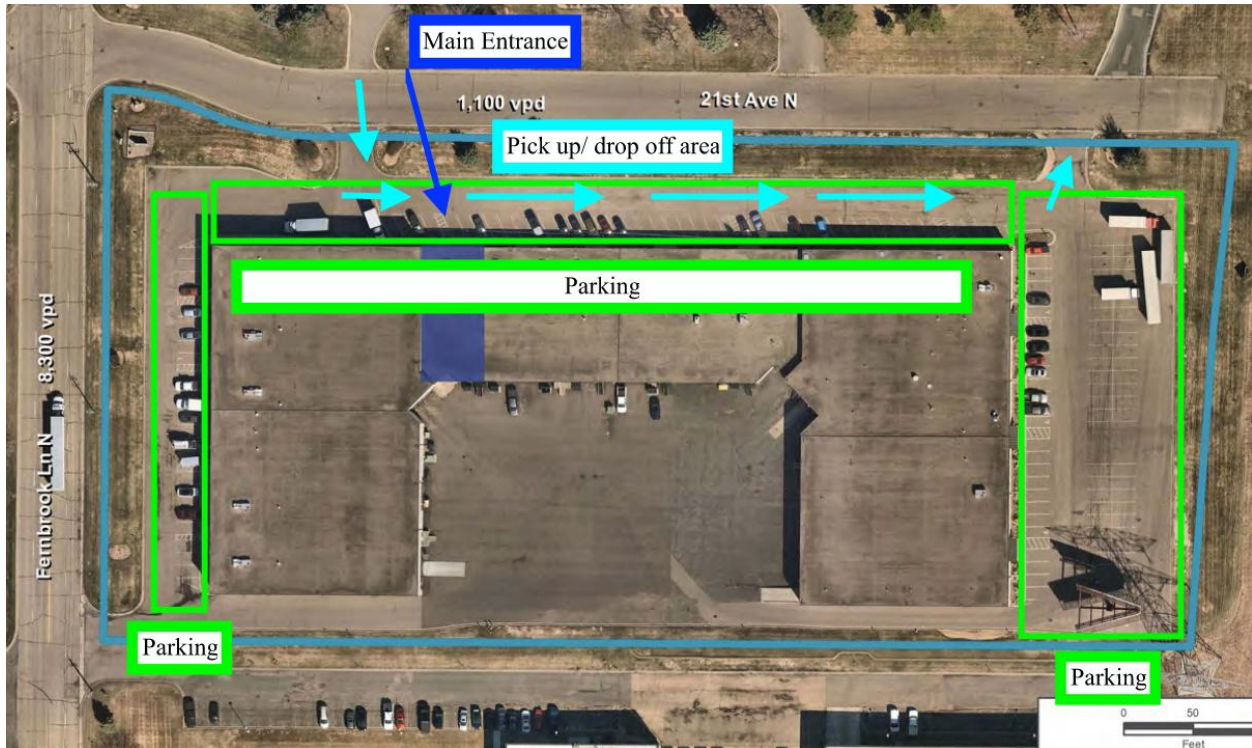 Main Entrance
1,100 vpd
21st Ave N
Pick up/ drop off area
Parking
Fernbrook Ln N 8,300 vpd
Parking
Parking
0 50
Feet